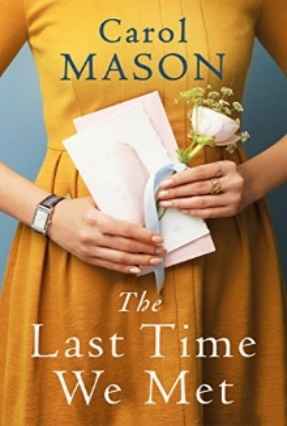 Carol
MASON
The
Last Time
We Met